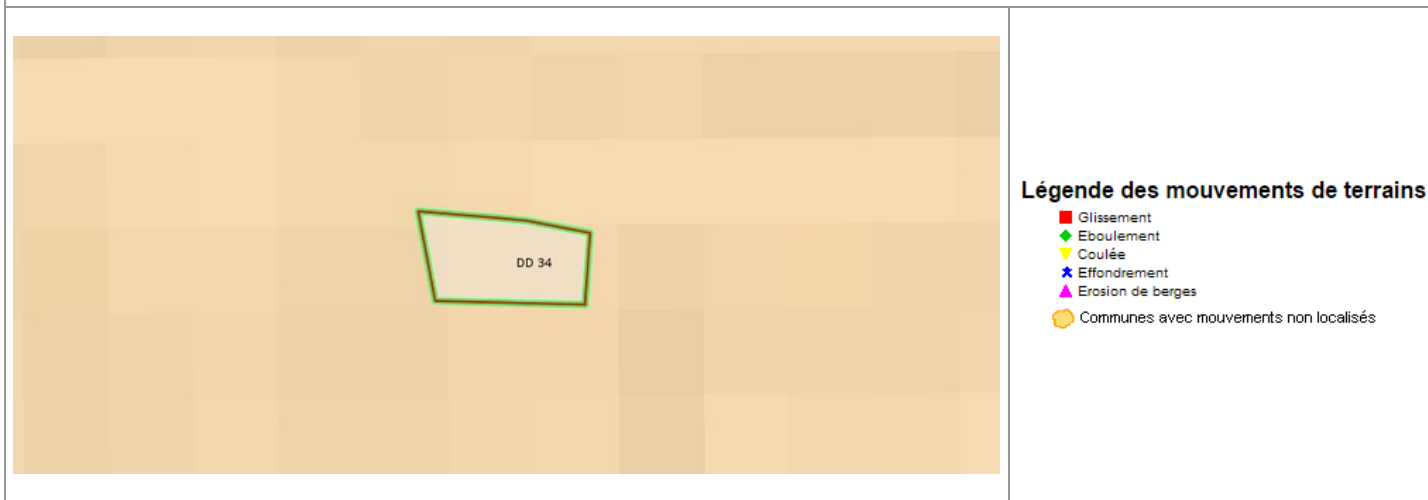 DD 34
Légende des mouvements de terrains
Glissement
Eboulement
Coulée
Effondrement
Erosion de berges
Communes avec mouvements non localisés